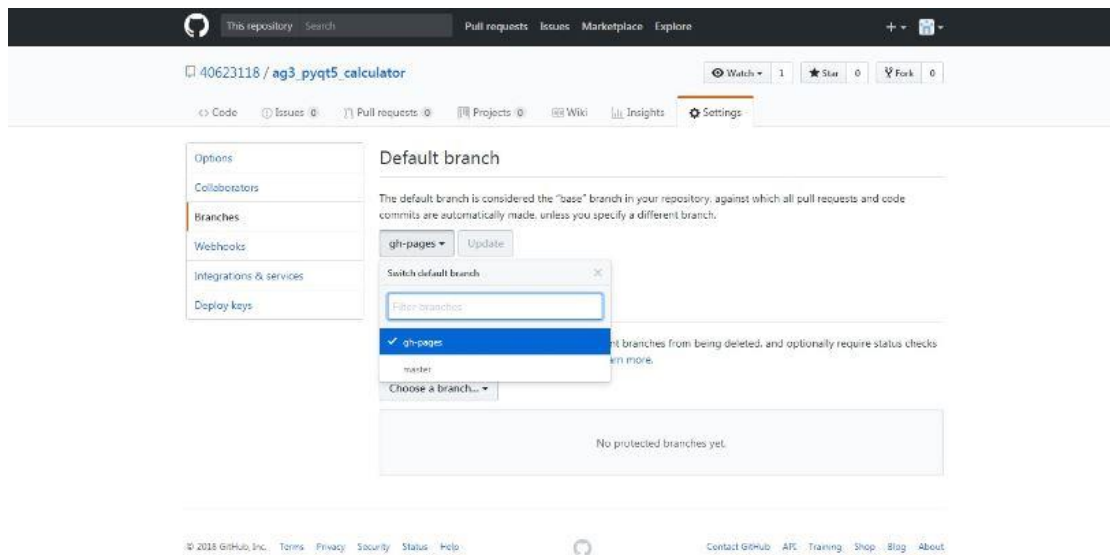 This repository Search Pull requests Issues Marketplace Explore
40623118 / ag3_pyqt5_calculator Watch 1 Star 0 Fork 0
Code Issues 0 Pull requests 0 Projects 0 Wiki Insights Settings
Options
Collaborators
Branches
Webhooks
Integrations & services
Deploy keys
Default branch
The default branch is considered the "base" branch in your repository, against which all pull requests and code
commits are automatically made, unless you specify a different branch.
gh-pages Update
Switch default branch
Filter branches
gh-pages
master
nt branches from being deleted, and optionally require status checks
rn more.
Choose a branch...
No protected branches yet.
© 2018 GitHub, Inc. Terms Privacy Security Status Help Contact GitHub API Training Shop Blog About